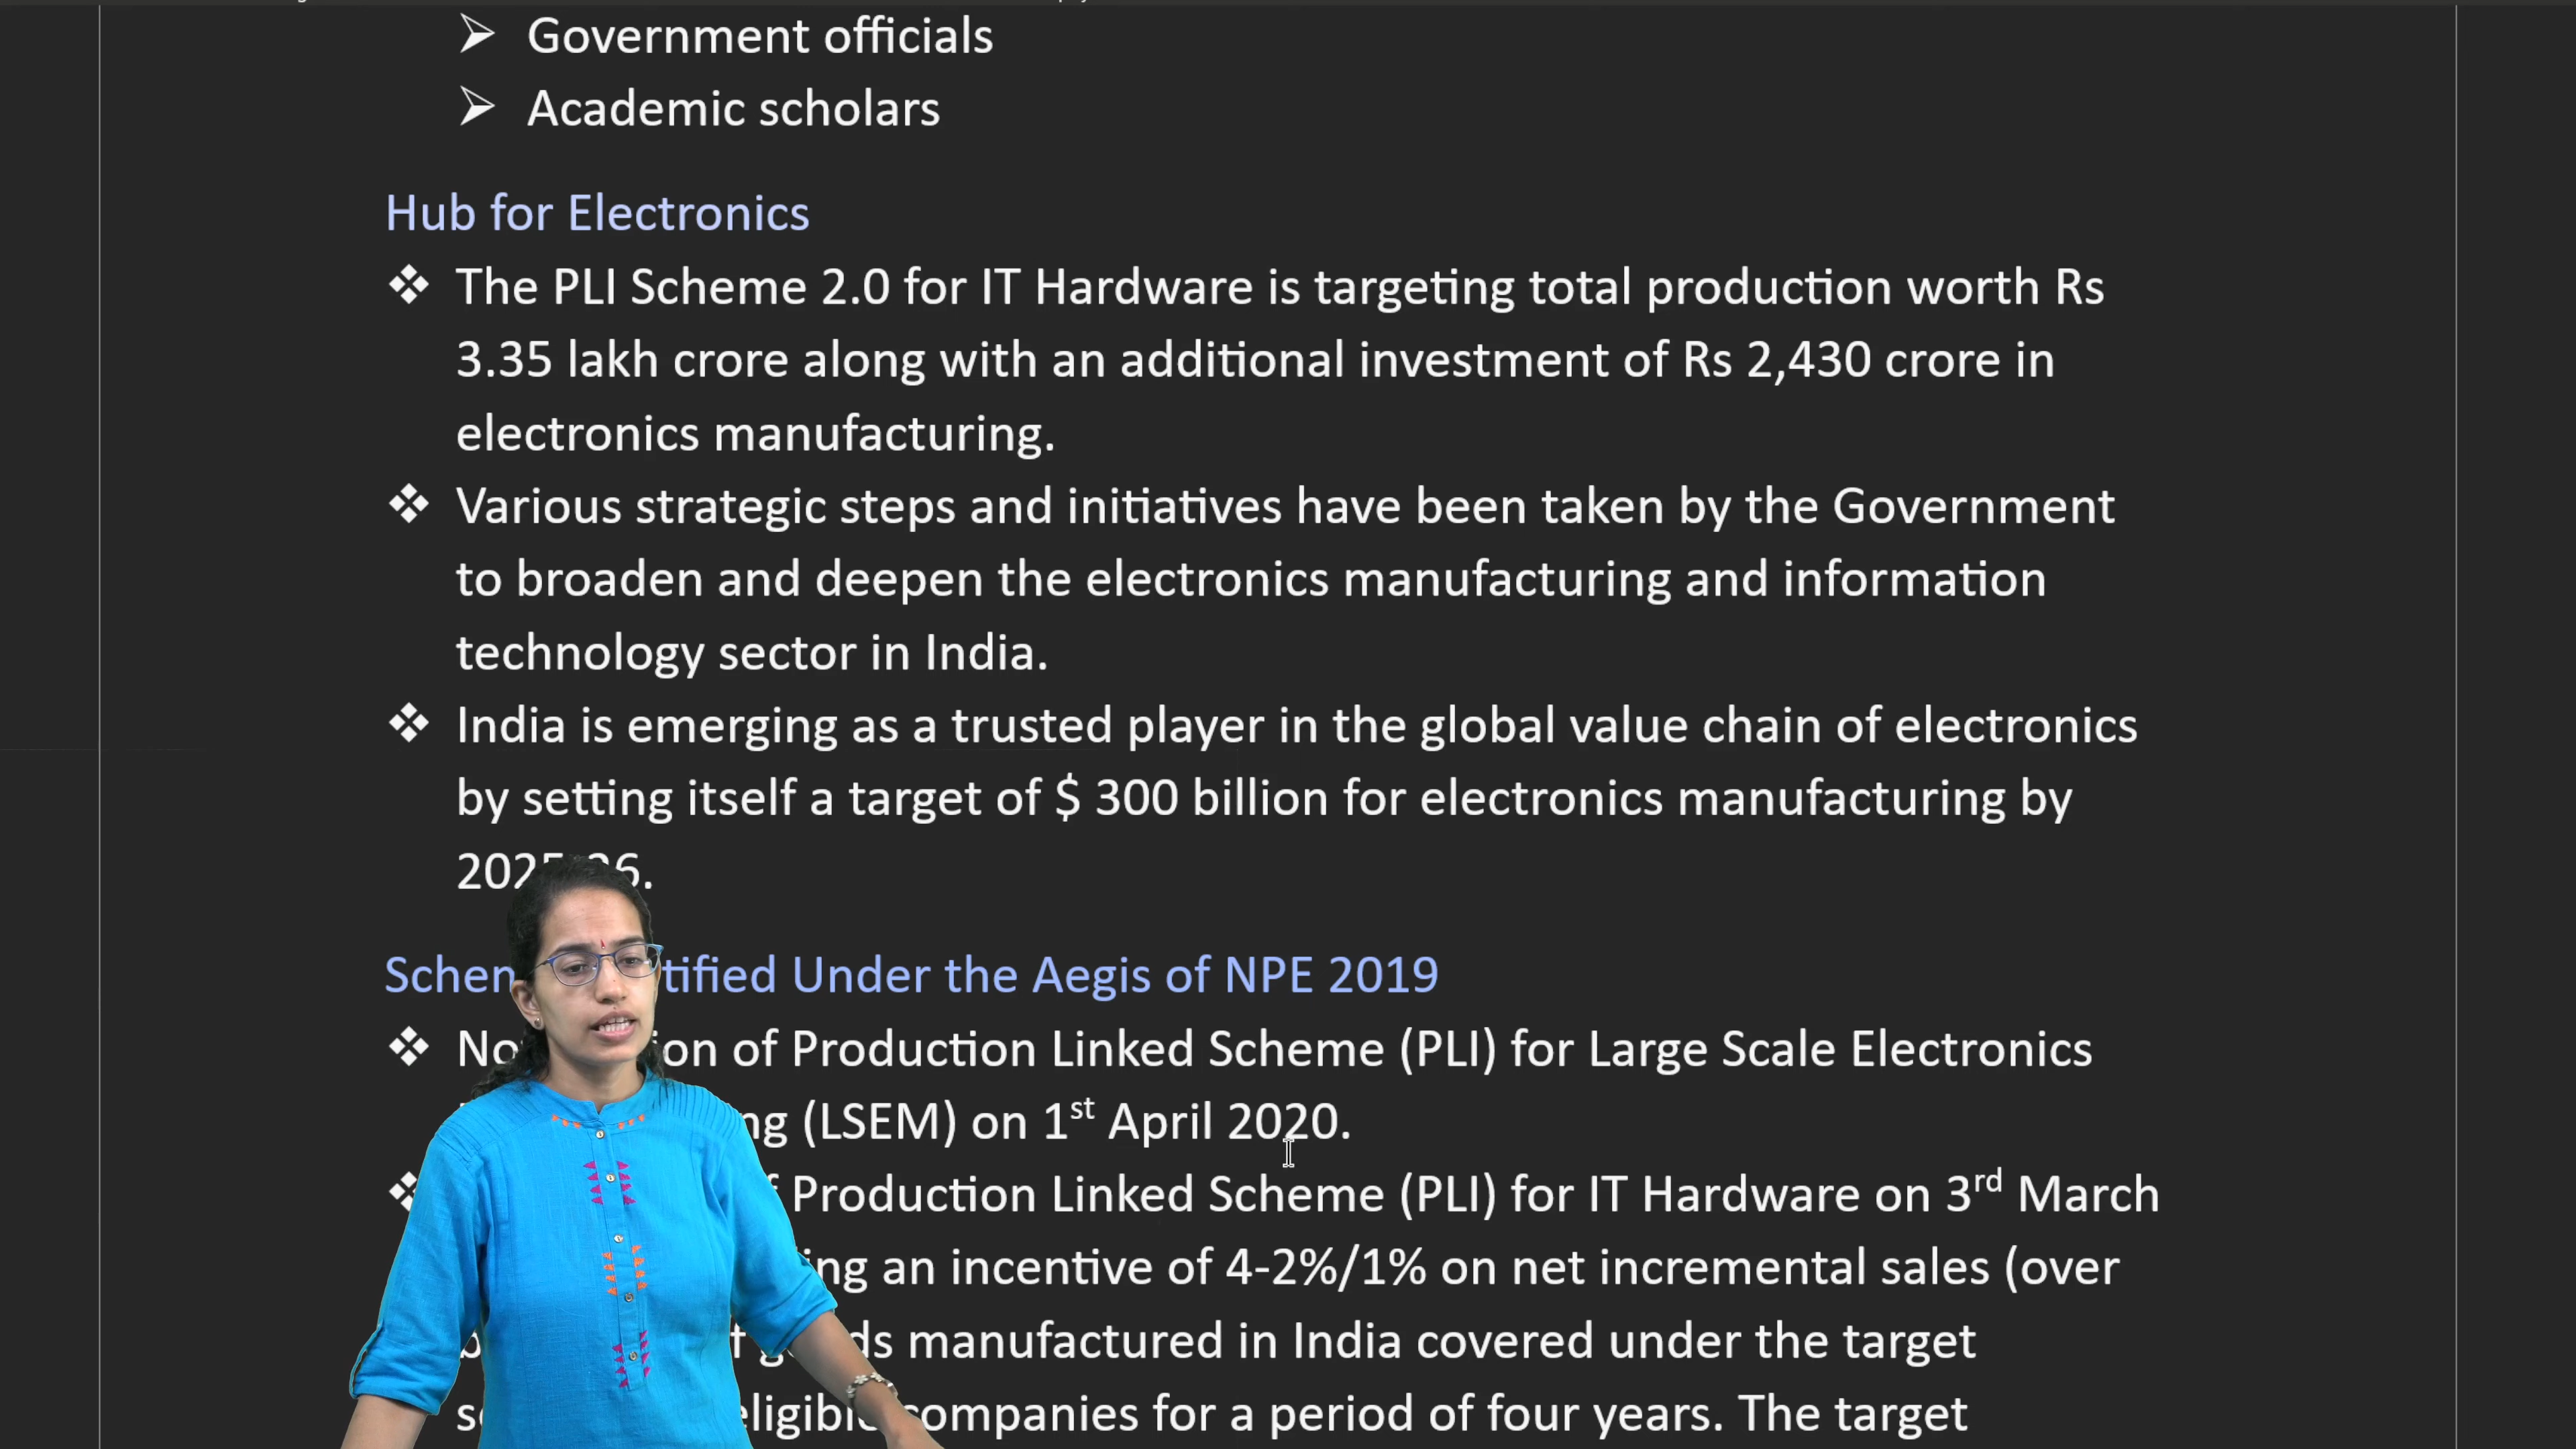 Government officials
Academic scholars
Hub for Electronics
The PLI Scheme 2.0 for IT Hardware is targeting total production worth Rs
3.35 lakh crore along with an additional investment of Rs 2,430 crore in
electronics manufacturing.
Various strategic steps and initiatives have been taken by the Government
to broaden and deepen the electronics manufacturing and information
technology sector in India.
India is emerging as a trusted player in the global value chain of electronics
by setting itself a target of $ 300 billion for electronics manufacturing by
Under the Aegis of NPE 2019
of Production Linked Scheme (PLI) for Large Scale Electronics
(LSEM) on 1st April 2020.
Production Linked Scheme (PLI) for IT Hardware on 3rd March
an incentive of 4-2%/1% on net incremental sales (over
manufactured in India covered under the target
companies for a period of four years. The target